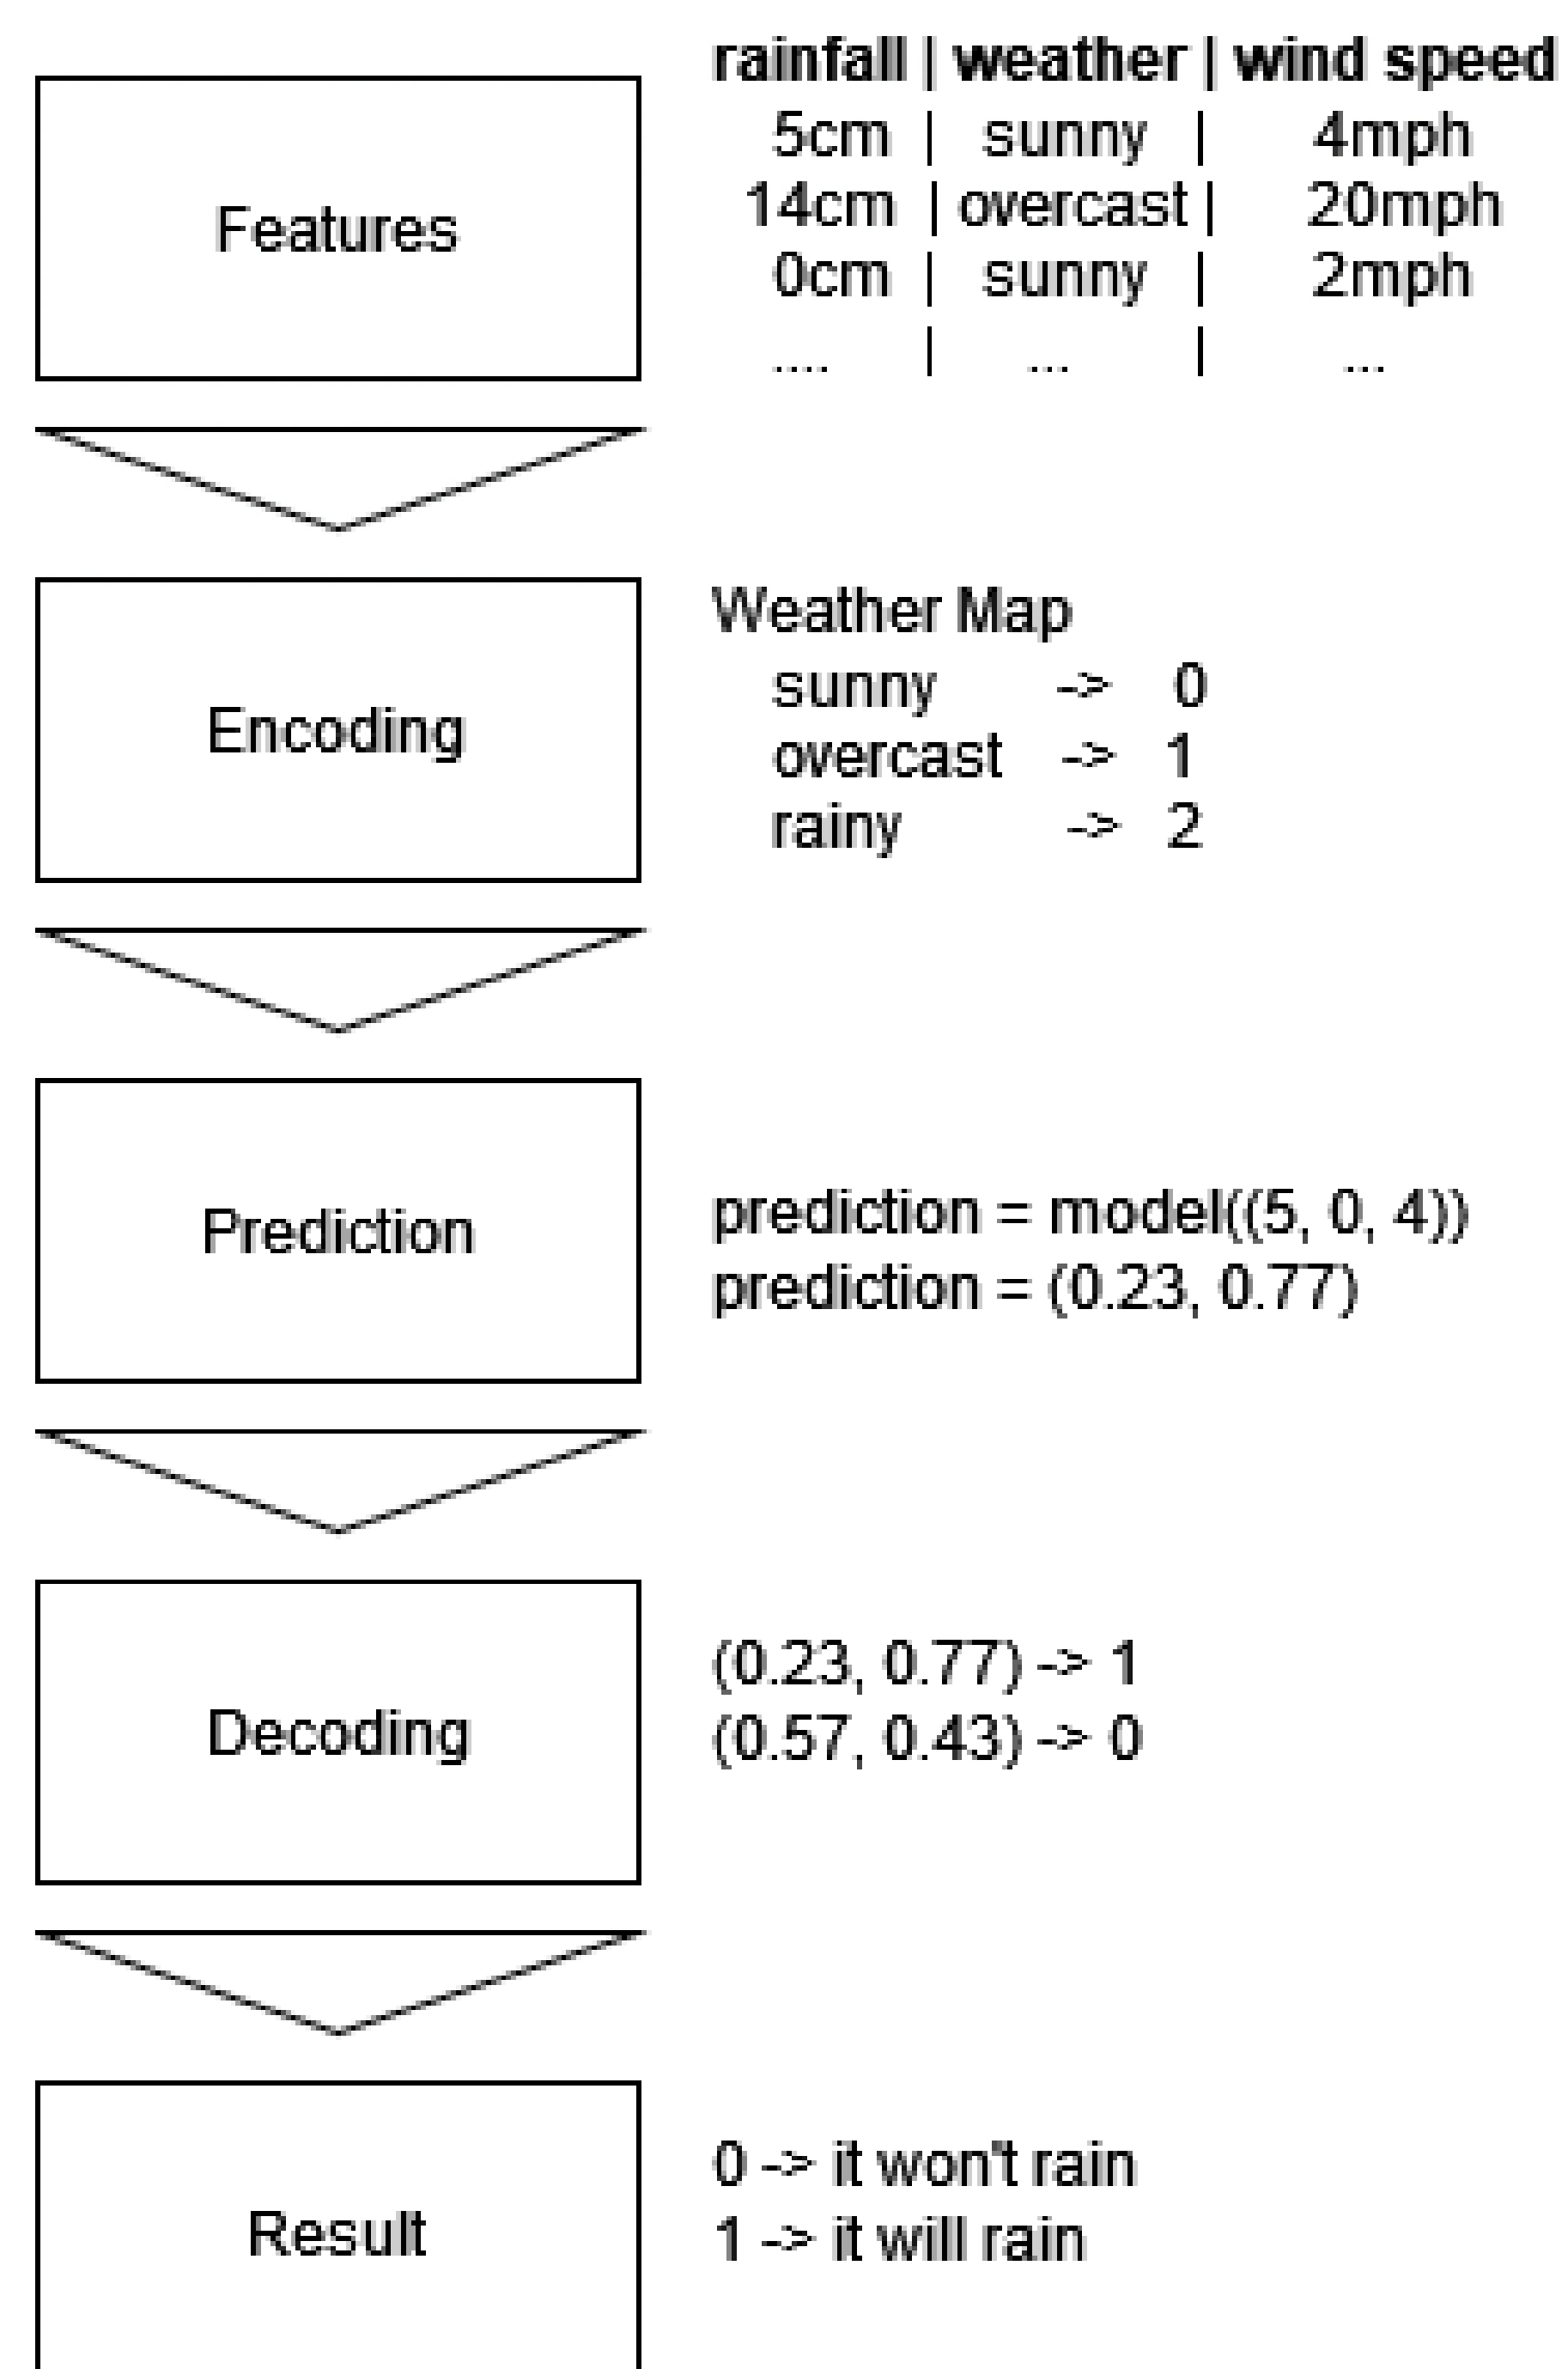 rainfall | weather | wind speed
5cm | sunny | 4mph
14cm | overcast | 20mph
0cm | sunny | 2mph
.... | ... | ...
Features
Weather Map
sunny -> 0
overcast -> 1
rainy -> 2
Encoding
prediction = model((5, 0, 4))
prediction = (0.23, 0.77)
Prediction
(0.23, 0.77) -> 1
(0.57, 0.43) -> 0
Decoding
0 -> it won't rain
1 -> it will rain
Result